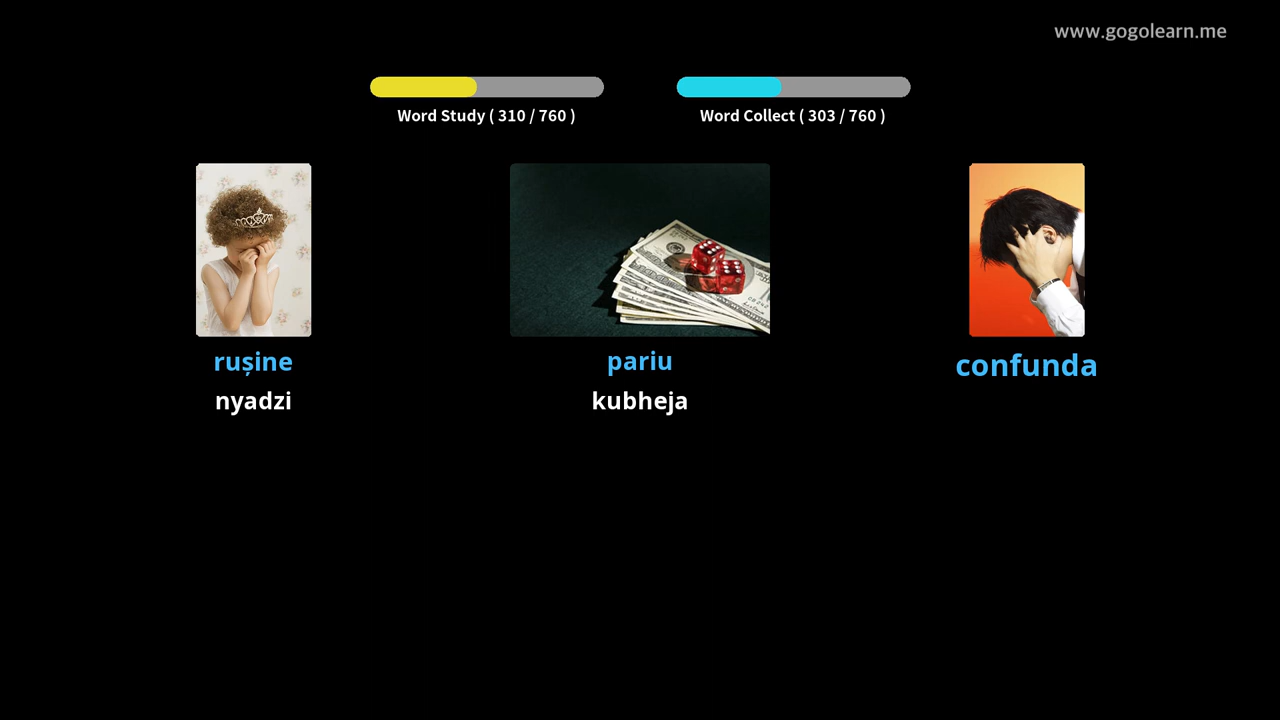 www.gogolearn.me
Word Study ( 310 / 760 )
Word Collect ( 303 / 760 )
rușine
pariu
confunda
nyadzi
kubheja